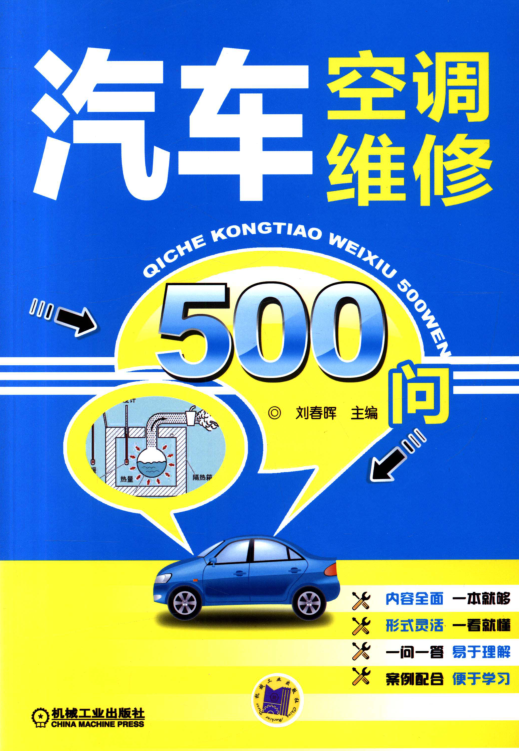 汽车
空调
维修
QICHE KONGTIAO WEIXIU 500WEN
500
问
◎ 刘春晖 主编
热量
隔热箱
内容全面 一本就够
形式灵活 一看就懂
一问一答 易于理解
案例配合 便于学习
机械工业出版社
CHINA MACHINE PRESS